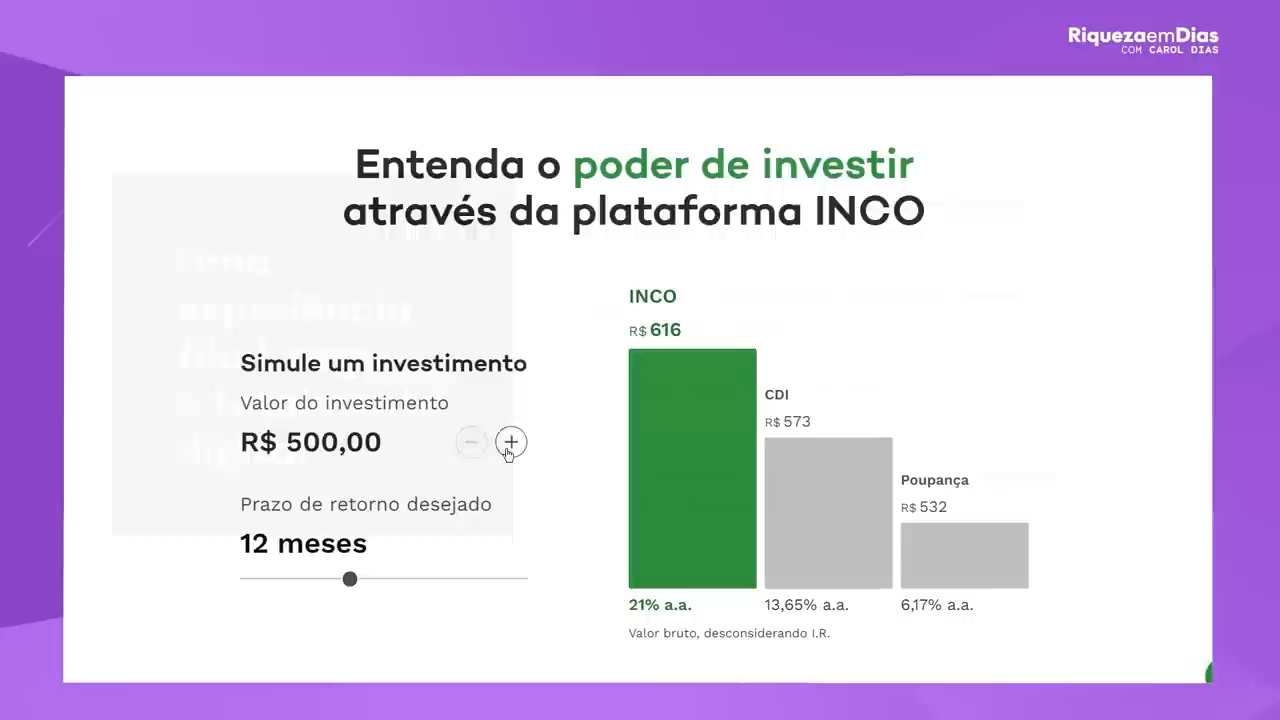 RiquezaemDias
COM CAROL DIAS
Entenda o poder de investir
através da plataforma INCO
Simule um investimento
Valor do investimento
R$ 500,00
Prazo de retorno desejado
12 meses
INCO
R$ 616
21% a.a.
CDI
R$ 573
13,65% a.a.
Poupança
R$ 532
6,17% a.a.
Valor bruto, desconsiderando I.R.